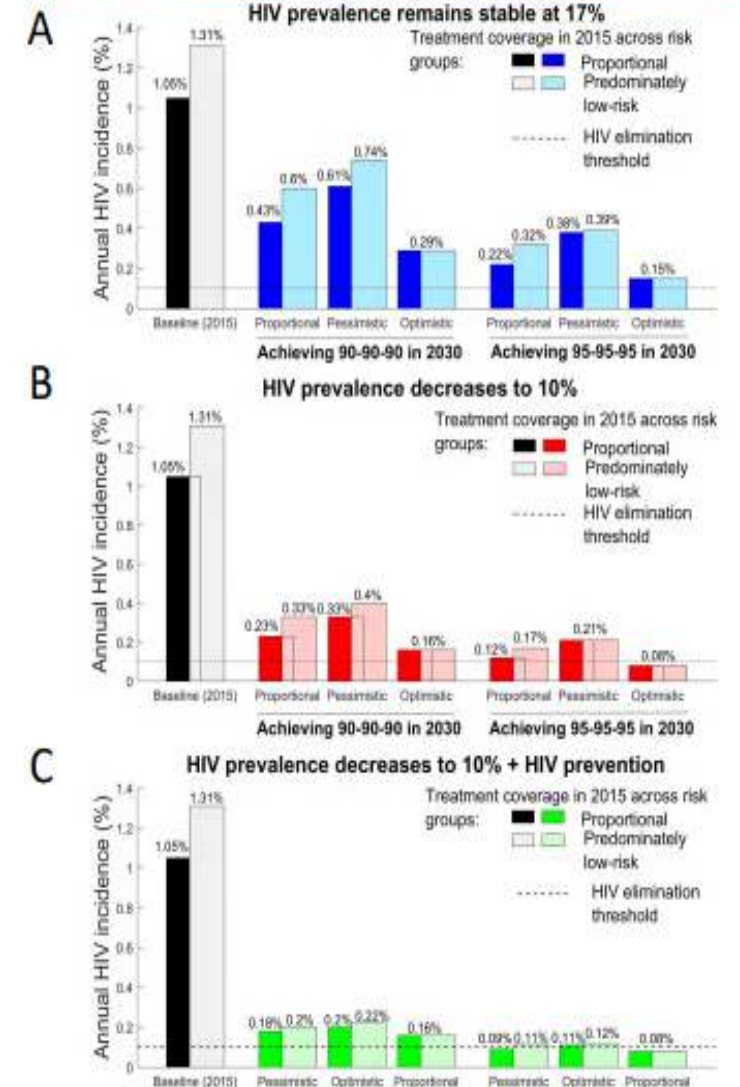 A
HIV prevalence remains stable at 17%
Treatment coverage in 2015 across risk
groups:
Proportional
Predominately
low-risk
HIV elimination
threshold
Annual HIV incidence (%)
1.4
1.2
1
0.8
0.6
0.4
0.2
0
1.05%
1.31%
0.43%
0.6%
0.61%
0.74%
0.29%
0.22%
0.32%
0.38%
0.39%
0.15%
Baseline (2015) Proportional Pessimistic Optimistic Proportional Pessimistic Optimistic
Achieving 90-90-90 in 2030 Achieving 95-95-95 in 2030
B
HIV prevalence decreases to 10%
Treatment coverage in 2015 across risk
groups:
Proportional
Predominately
low-risk
HIV elimination
threshold
Annual HIV incidence (%)
1.4
1.2
1
0.8
0.6
0.4
0.2
0
1.05%
1.31%
0.23%
0.33%
0.33%
0.4%
0.16%
0.12%
0.17%
0.21%
0.08%
Baseline (2015) Proportional Pessimistic Optimistic Proportional Pessimistic Optimistic
Achieving 90-90-90 in 2030 Achieving 95-95-95 in 2030
C
HIV prevalence decreases to 10% + HIV prevention
Treatment coverage in 2015 across risk
groups:
Proportional
Predominately
low-risk
HIV elimination
threshold
Annual HIV incidence (%)
1.4
1.2
1
0.8
0.6
0.4
0.2
0
1.05%
1.31%
0.18%
0.2%
0.2%
0.22%
0.16%
0.09%
0.11%
0.11%
0.12%
0.08%
Baseline (2015) Pessimistic Optimistic Proportional Pessimistic Optimistic Proportional